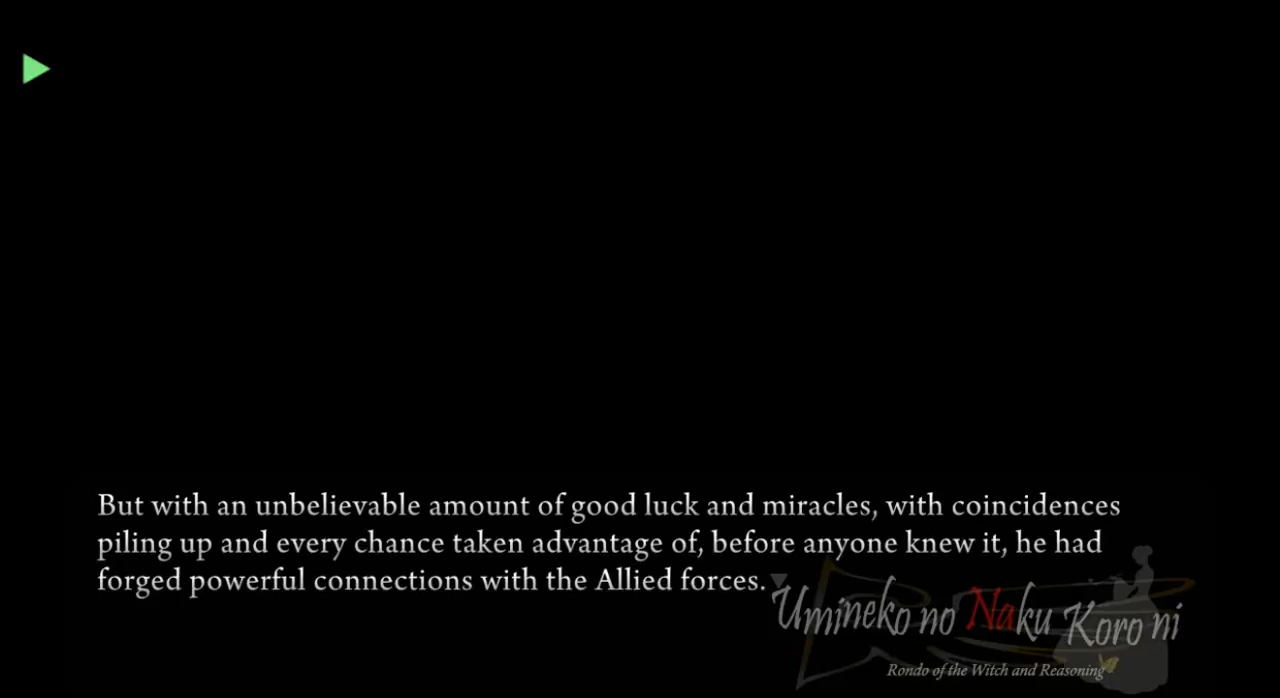 But with an unbelievable amount of good luck and miracles, with coincidences
piling up and every chance taken advantage of, before anyone knew it, he had
forged powerful connections with the Allied forces.
Umineko no Naku Koro ni
Rondo of the Witch and Reasoning